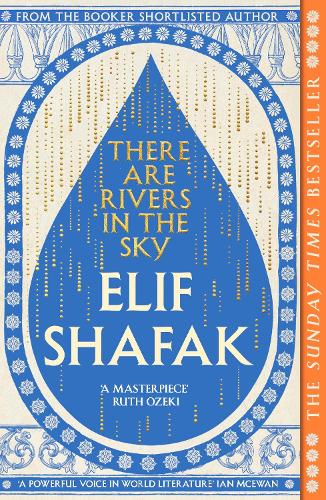 FROM THE BOOKER SHORTLISTED AUTHOR
THERE
ARE
RIVERS
IN THE
SKY
ELIF
SHAFAK
'A MASTERPIECE'
RUTH OZEKI
'A POWERFUL VOICE IN WORLD LITERATURE' IAN MCEWAN
THE SUNDAY TIMES BESTSELLER